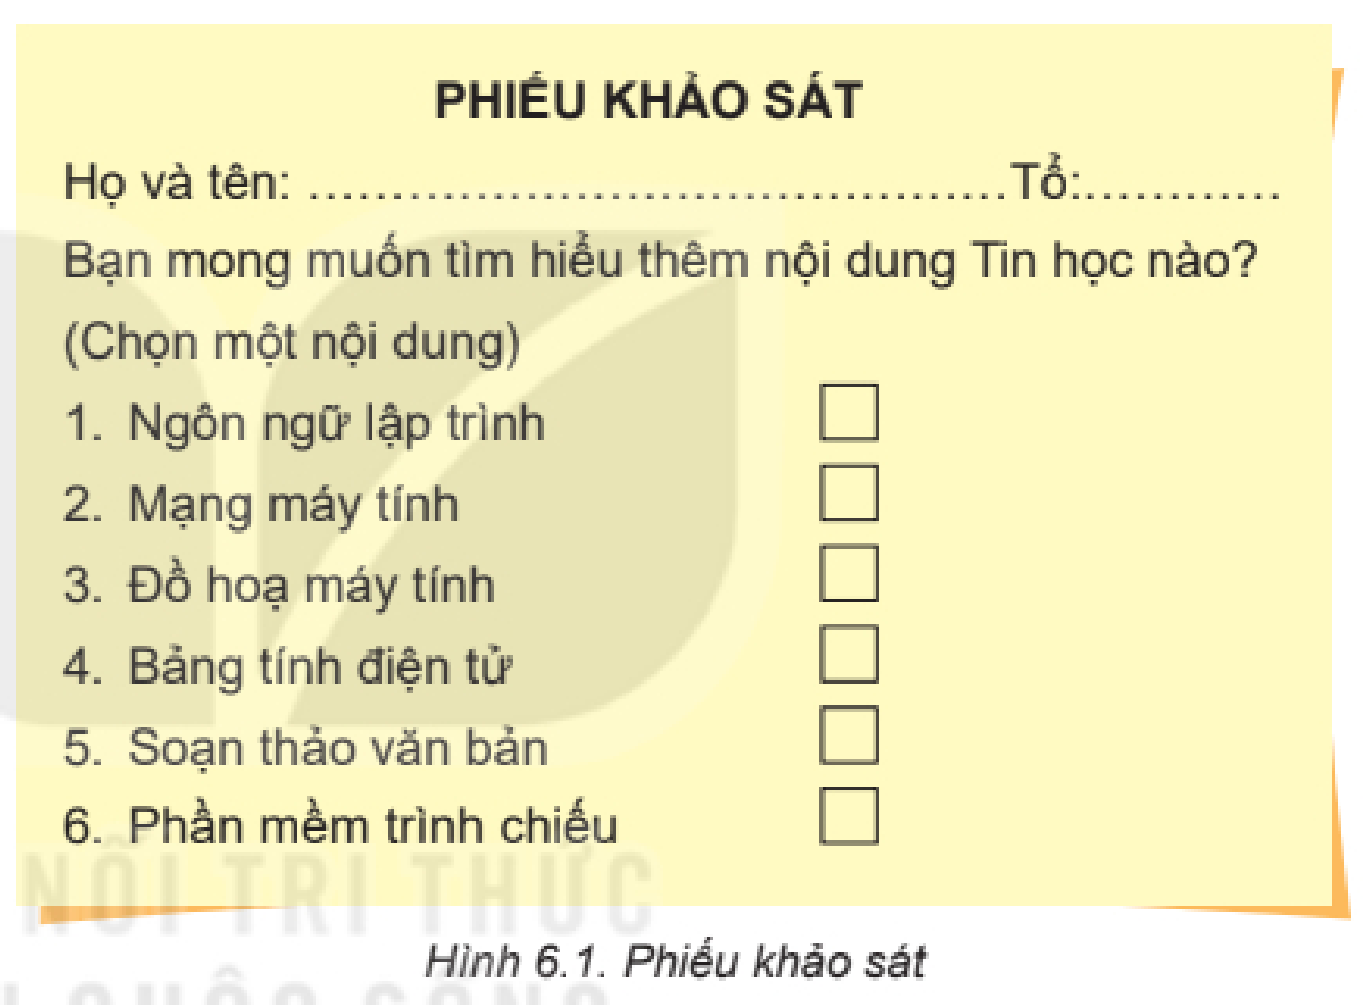 PHIẾU KHẢO SÁT
Họ và tên: ..........................................Tổ:............
Bạn mong muốn tìm hiểu thêm nội dung Tin học nào?
(Chọn một nội dung)
1. Ngôn ngữ lập trình
2. Mạng máy tính
3. Đồ hoạ máy tính
4. Bảng tính điện tử
5. Soạn thảo văn bản
6. Phần mềm trình chiếu
NỐI TRI THỨC
Hình 6.1. Phiếu khảo sát
CUỘC SỐNG